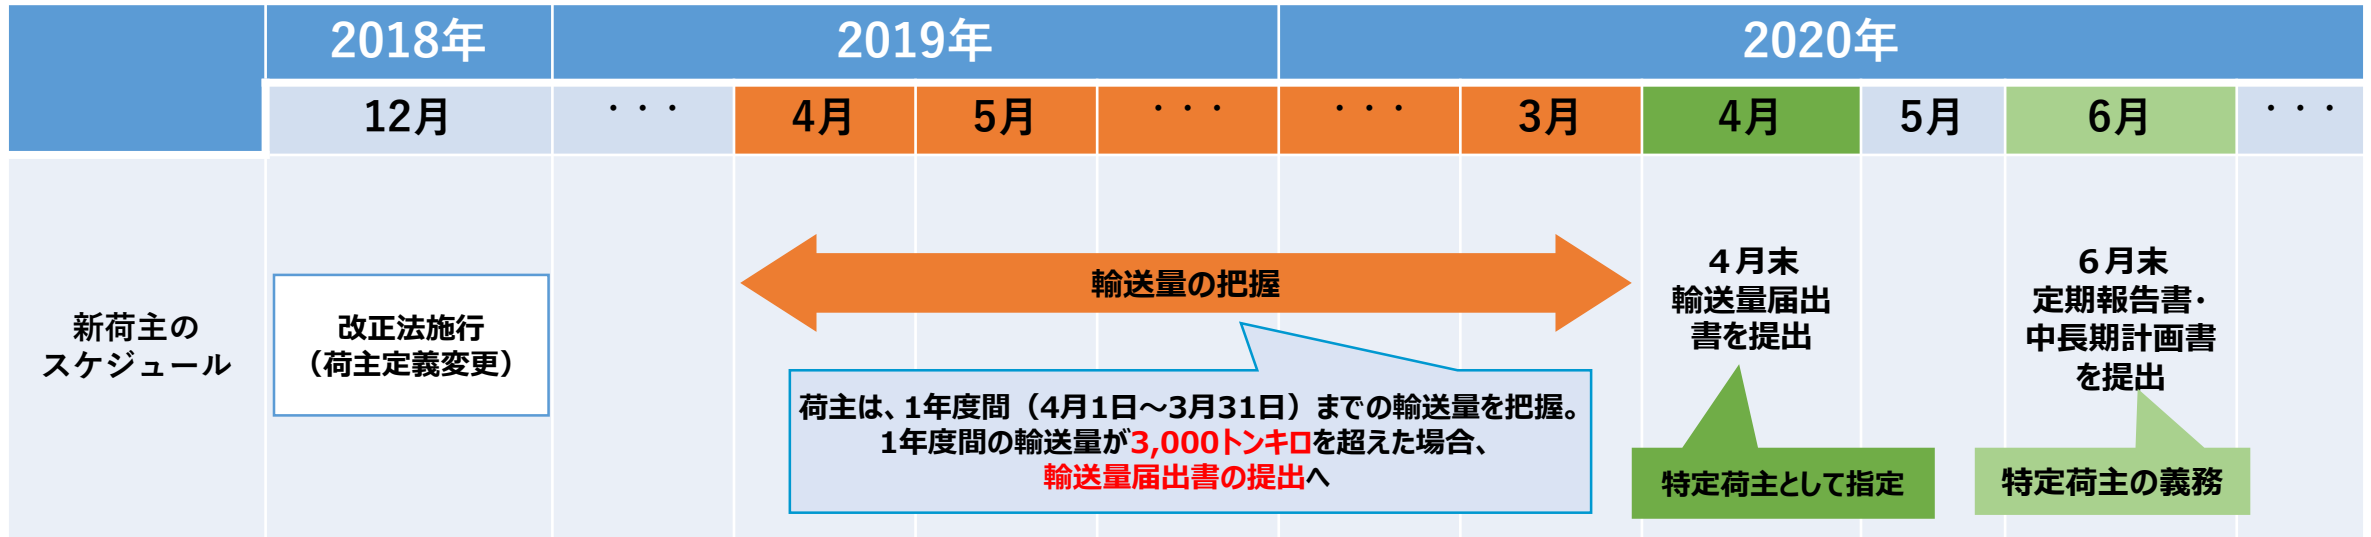 2018年
2019年
2020年
12月
・・・
4月
5月
・・・
・・・
3月
4月
5月
6月
・・・
新荷主の
スケジュール
改正法施行
（荷主定義変更）
輸送量の把握
荷主は、1年度間（4月1日～3月31日）までの輸送量を把握。
1年度間の輸送量が3,000トンキロを超えた場合、
輸送量届出書の提出へ
４月末
輸送量届出
書を提出
特定荷主として指定
６月末
定期報告書・
中長期計画書
を提出
特定荷主の義務